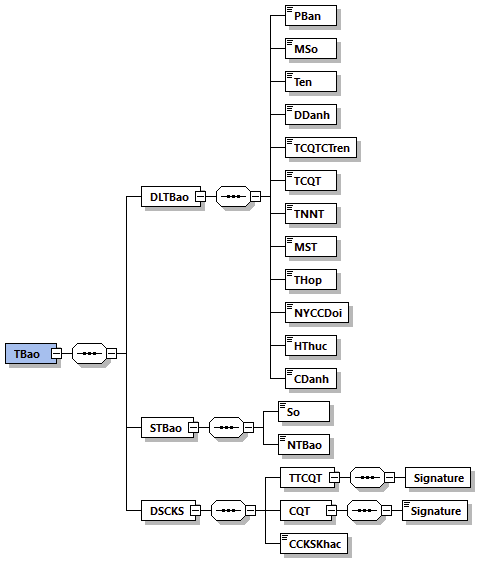 PBan
MSo
Ten
DDanh
TCQTCTren
TCQT
DLTBao
TNNT
MST
THop
NYCCDoi
HThuc
TBao
CDanh
So
STBao
NTBao
TTCQT
Signature
DSCKS
CQT
Signature
CCKSKhac